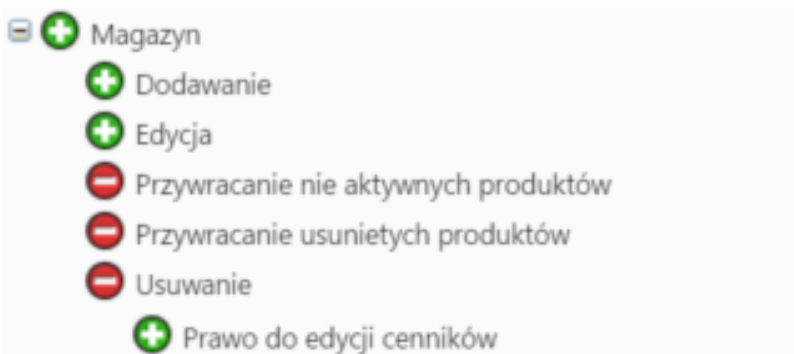 Magazyn
Dodawanie
Edycja
Przywracanie nie aktywnych produktów
Przywracanie usunietych produktów
Usuwanie
Prawo do edycji cenników